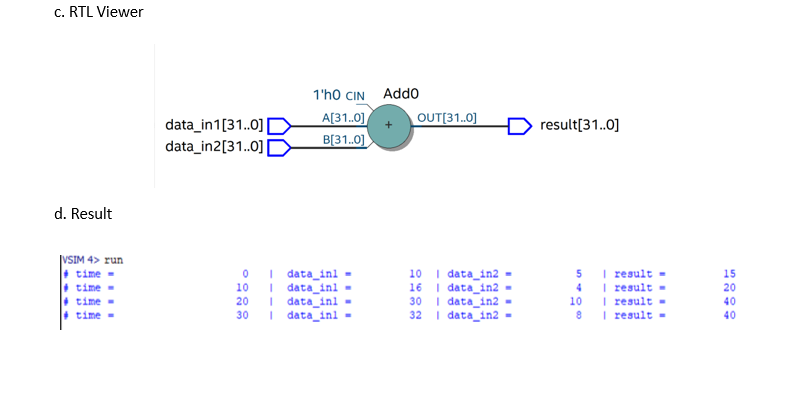 c. RTL Viewer
1'h0 CIN Add0
A[31..0] OUT[31..0]
data_in1[31..0] + result[31..0]
B[31..0]
data_in2[31..0]
d. Result
VSIM 4> run
# time = 0 | data_in1 = 10 | data_in2 = 5 | result = 15
# time = 10 | data_in1 = 16 | data_in2 = 4 | result = 20
# time = 20 | data_in1 = 30 | data_in2 = 10 | result = 40
# time = 30 | data_in1 = 32 | data_in2 = 8 | result = 40